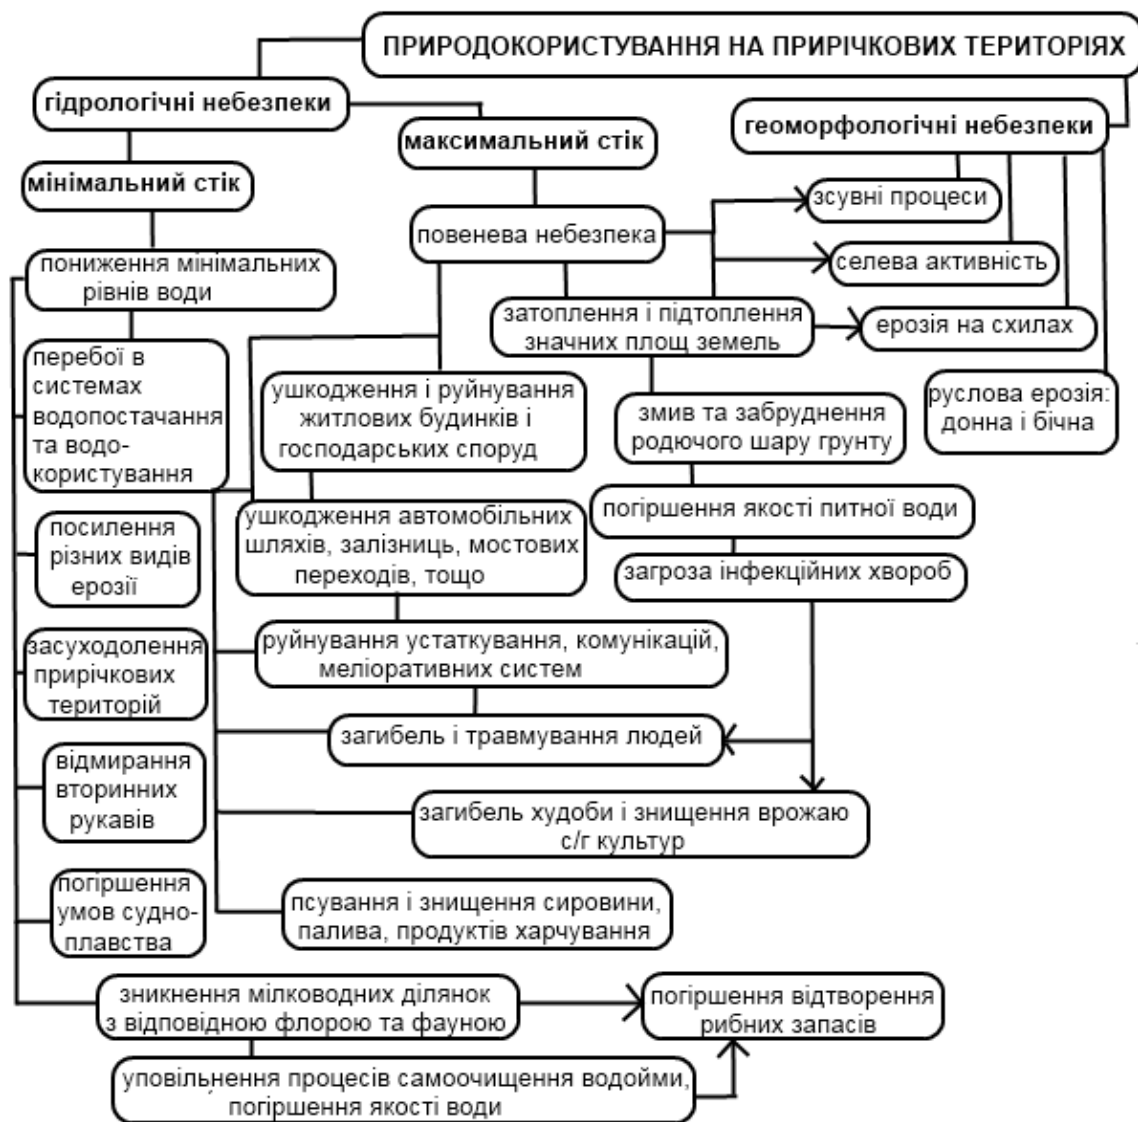 ПРИРОДОКОРИСТУВАННЯ НА ПРИРІЧКОВИХ ТЕРИТОРІЯХ
гідрологічні небезпеки
максимальний стік
геоморфологічні небезпеки
мінімальний стік
зсувні процеси
повенева небезпека
селева активність
пониження мінімальних
рівнів води
затоплення і підтоплення
значних площ земель
ерозія на схилах
перебої в
системах
водопостачання
та водо-
користування
ушкодження і руйнування
житлових будинків і
господарських споруд
змив та забруднення
родючого шару грунту
руслова ерозія:
донна і бічна
погіршення якості питної води
ушкодження автомобільних
шляхів, залізниць, мостових
переходів, тощо
посилення
різних видів
ерозії
загроза інфекційних хвороб
руйнування устаткування, комунікацій,
меліоративних систем
засуходолення
прирічкових
територій
загибель і травмування людей
відмирання
вторинних
рукавів
загибель худоби і знищення врожаю
с/г культур
погіршення
умов судно-
плавства
псування і знищення сировини,
палива, продуктів харчування
зникнення мілководних ділянок
з відповідною флорою та фауною
погіршення відтворення
рибних запасів
уповільнення процесів самоочищення водойми,
погіршення якості води